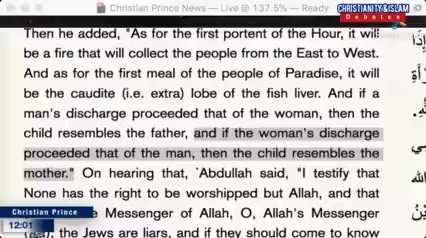 Christian Prince News — Live @ 137.5% — Ready
CHRISTIANITY&ISLAM
Debates
Then he added, "As for the first portent of the Hour, it will
be a fire that will collect the people from the East to West.
And as for the first meal of the people of Paradise, it will
be the caudite (i.e. extra) lobe of the fish liver. And if a
man's discharge proceeded that of the woman, then the
child resembles the father, and if the woman's discharge
proceeded that of the man, then the child resembles the
mother." On hearing that, `Abdullah said, "I testify that
None has the right to be worshipped but Allah, and that
Messenger of Allah, O, Allah's Messenger
the Jews are liars, and if they should come to know
Christian Prince
12:01